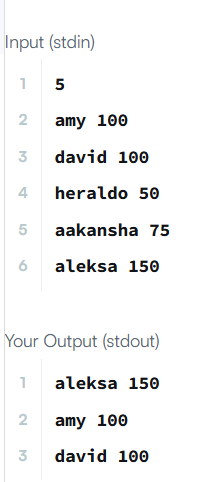 Input (stdin)
1 5
2 amy 100
3 david 100
4 heraldo 50
5 aakansha 75
6 aleksa 150
Your Output (stdout)
1 aleksa 150
2 amy 100
3 david 100